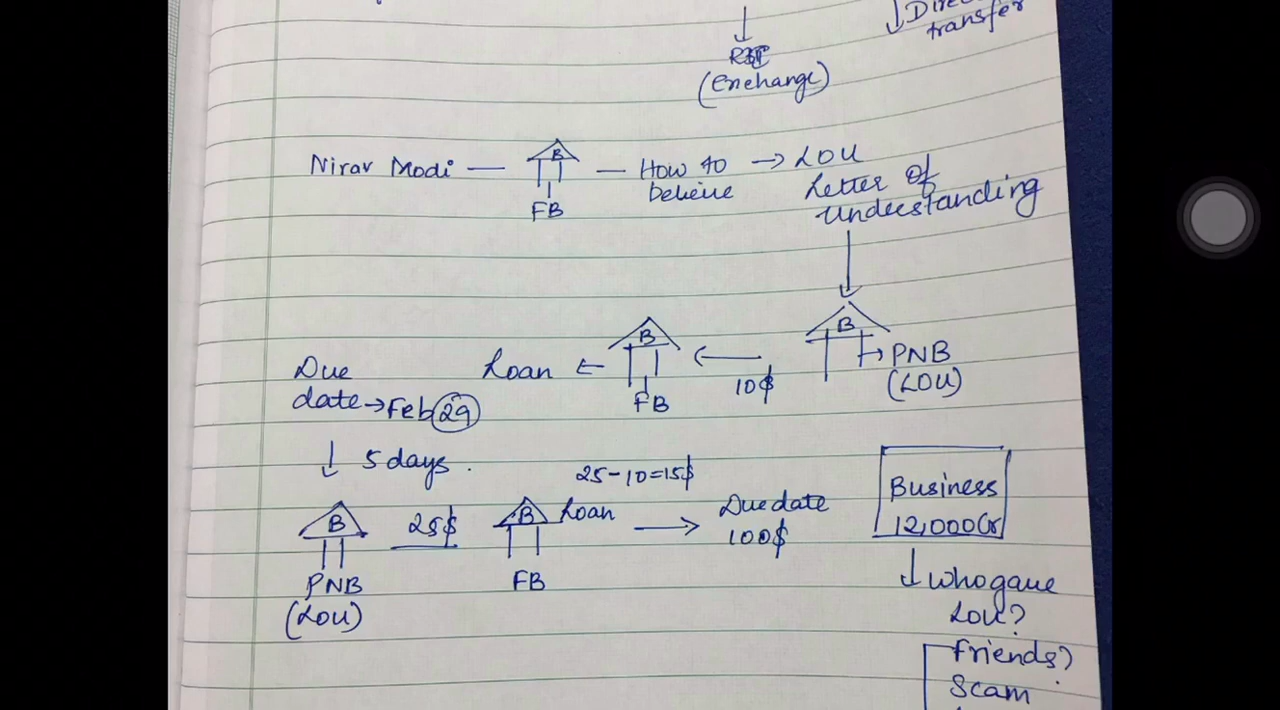 Direc
transfer
(Exchange)
Nirav Modi — B — How to believe → LOU
FB
Letter of
Understanding
B
PNB
(LOU)
10$
B
FB
Loan
Due
date → Feb 29
5 days.
B
PNB
(LOU)
25$
B
FB
Loan
25-10=15$
Due date
100$
Business
12,000Cr
who gave
LOU?
Friends?
Scam